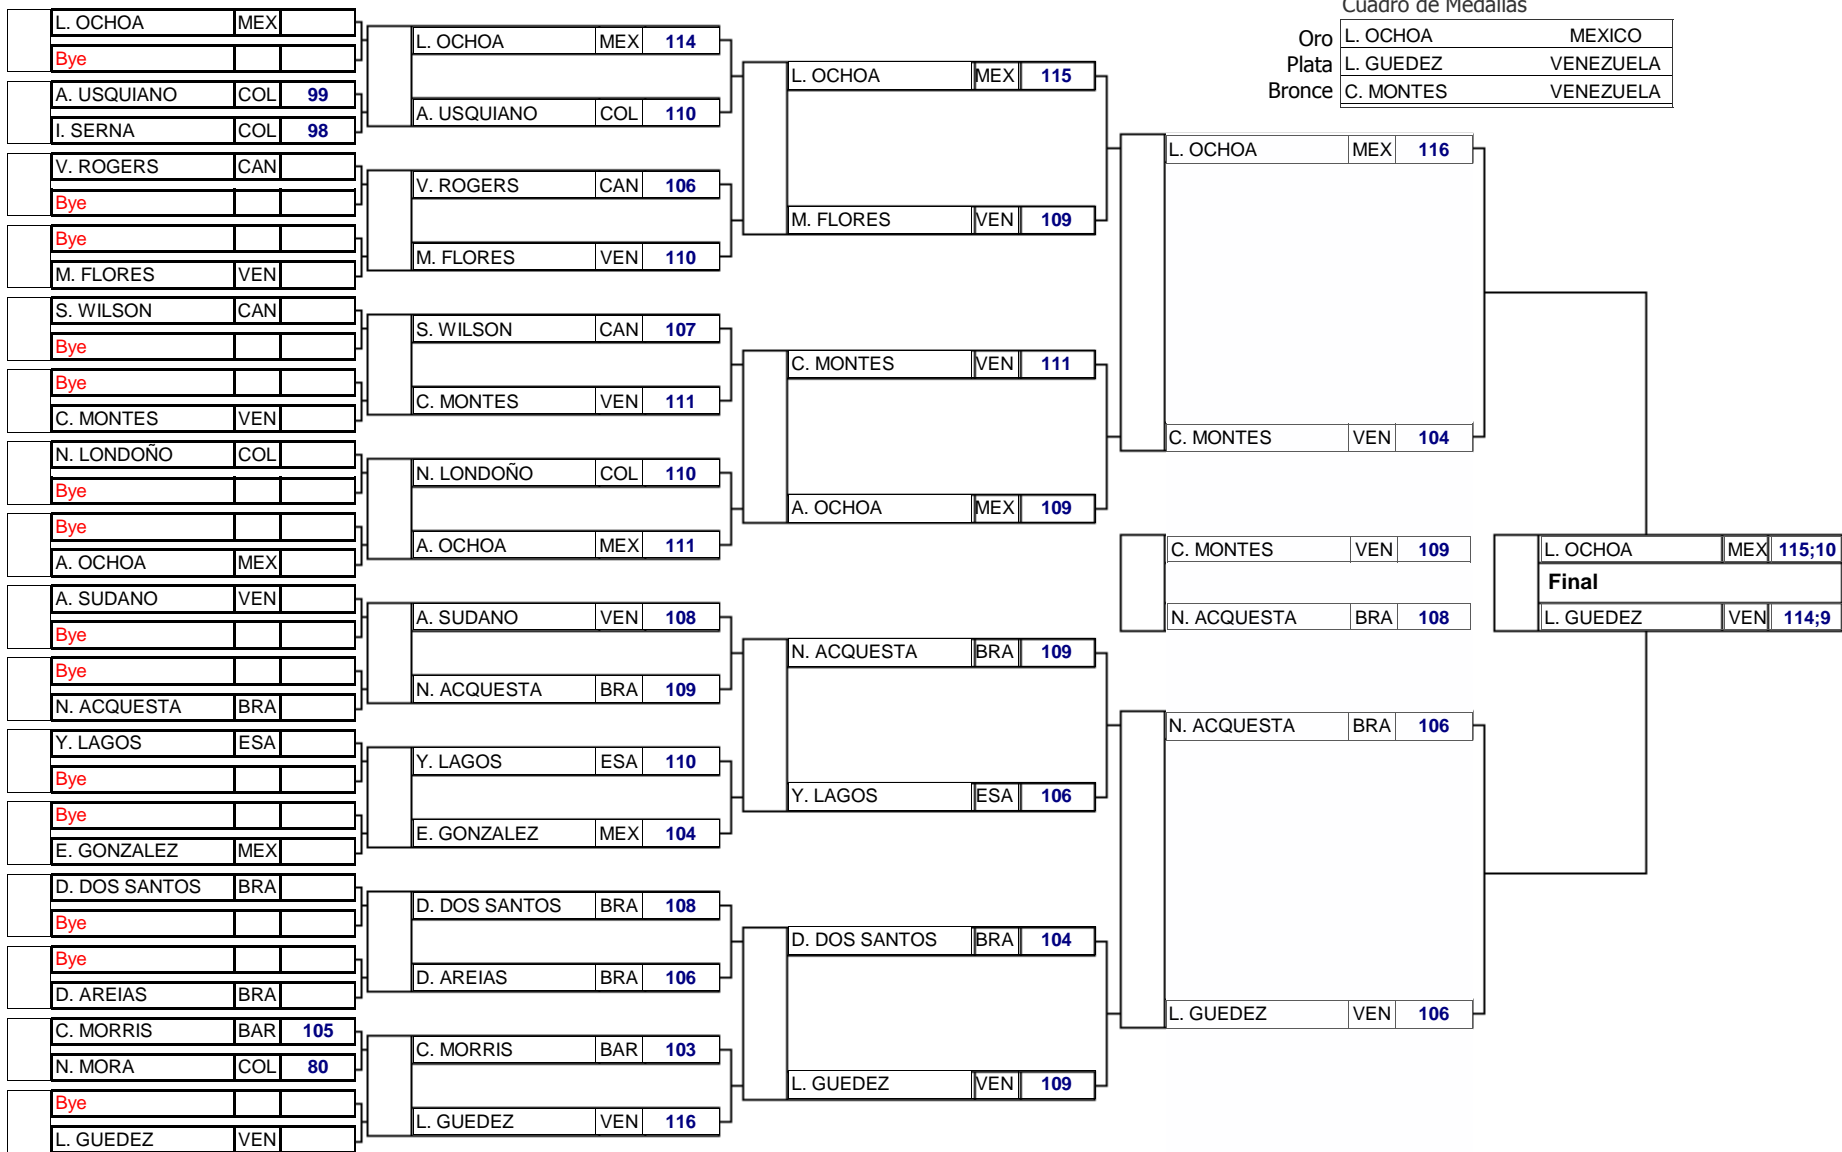 Cuadro de Medallas
Oro L. OCHOA MEXICO
Plata L. GUEDEZ VENEZUELA
Bronce C. MONTES VENEZUELA
L. OCHOA MEX
Bye
A. USQUIANO COL 99
I. SERNA COL 98
V. ROGERS CAN
Bye
Bye
M. FLORES VEN
S. WILSON CAN
Bye
Bye
C. MONTES VEN
N. LONDOÑO COL
Bye
Bye
A. OCHOA MEX
A. SUDANO VEN
Bye
Bye
N. ACQUESTA BRA
Y. LAGOS ESA
Bye
Bye
E. GONZALEZ MEX
D. DOS SANTOS BRA
Bye
Bye
D. AREIAS BRA
C. MORRIS BAR 105
N. MORA COL 80
Bye
L. GUEDEZ VEN
L. OCHOA MEX 114
A. USQUIANO COL 110
V. ROGERS CAN 106
M. FLORES VEN 110
S. WILSON CAN 107
C. MONTES VEN 111
N. LONDOÑO COL 110
A. OCHOA MEX 111
A. SUDANO VEN 108
N. ACQUESTA BRA 109
Y. LAGOS ESA 110
E. GONZALEZ MEX 104
D. DOS SANTOS BRA 108
D. AREIAS BRA 106
C. MORRIS BAR 103
L. GUEDEZ VEN 116
L. OCHOA MEX 115
M. FLORES VEN 109
C. MONTES VEN 111
A. OCHOA MEX 109
N. ACQUESTA BRA 109
Y. LAGOS ESA 106
D. DOS SANTOS BRA 104
L. GUEDEZ VEN 109
L. OCHOA MEX 116
C. MONTES VEN 104
C. MONTES VEN 109
N. ACQUESTA BRA 108
N. ACQUESTA BRA 106
L. GUEDEZ VEN 106
L. OCHOA MEX 115;10
Final
L. GUEDEZ VEN 114;9